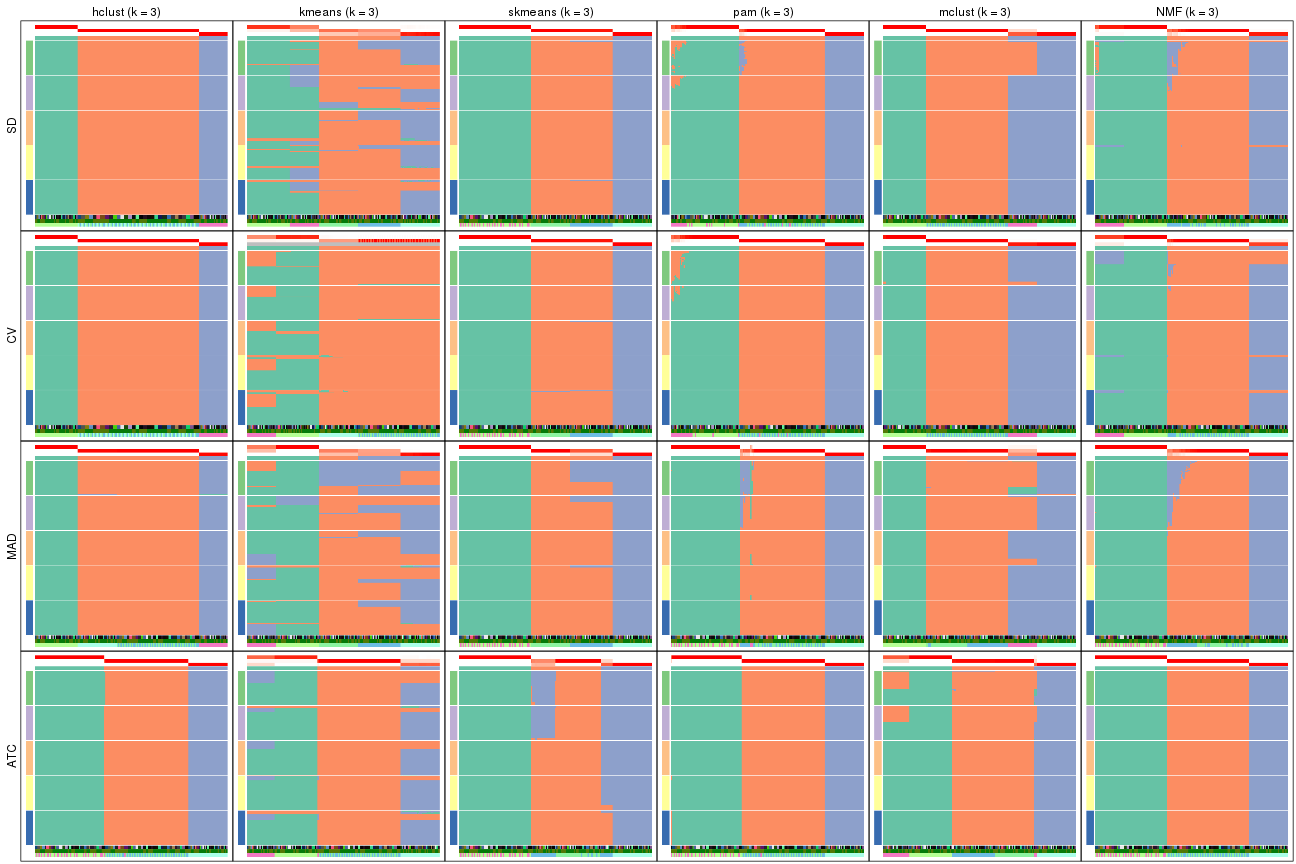 hclust (k = 3)
kmeans (k = 3)
skmeans (k = 3)
pam (k = 3)
mclust (k = 3)
NMF (k = 3)
SD
CV
MAD
ATC